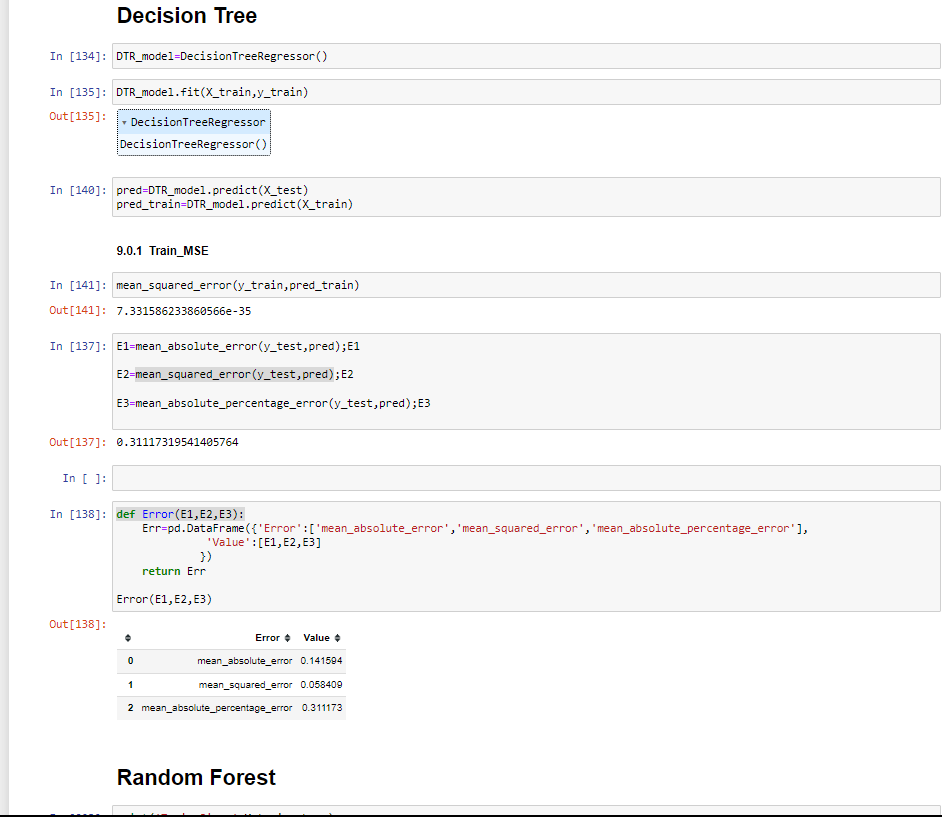 Decision Tree
In [134]: DTR_model=DecisionTreeRegressor()
In [135]: DTR_model.fit(X_train,y_train)
Out[135]: ▾ DecisionTreeRegressor
DecisionTreeRegressor()
In [140]: pred=DTR_model.predict(X_test)
pred_train=DTR_model.predict(X_train)
9.0.1 Train_MSE
In [141]: mean_squared_error(y_train,pred_train)
Out[141]: 7.331586233860566e-35
In [137]: E1=mean_absolute_error(y_test,pred);E1
E2=mean_squared_error(y_test,pred);E2
E3=mean_absolute_percentage_error(y_test,pred);E3
Out[137]: 0.31117319541405764
In [ ]:
In [138]: def Error(E1,E2,E3):
    Err=pd.DataFrame({'Error':['mean_absolute_error','mean_squared_error','mean_absolute_percentage_error'],
              'Value':[E1,E2,E3]
             })
    return Err
Error(E1,E2,E3)
Out[138]:
Error Value
0 mean_absolute_error 0.141594
1 mean_squared_error 0.058409
2 mean_absolute_percentage_error 0.311173
Random Forest